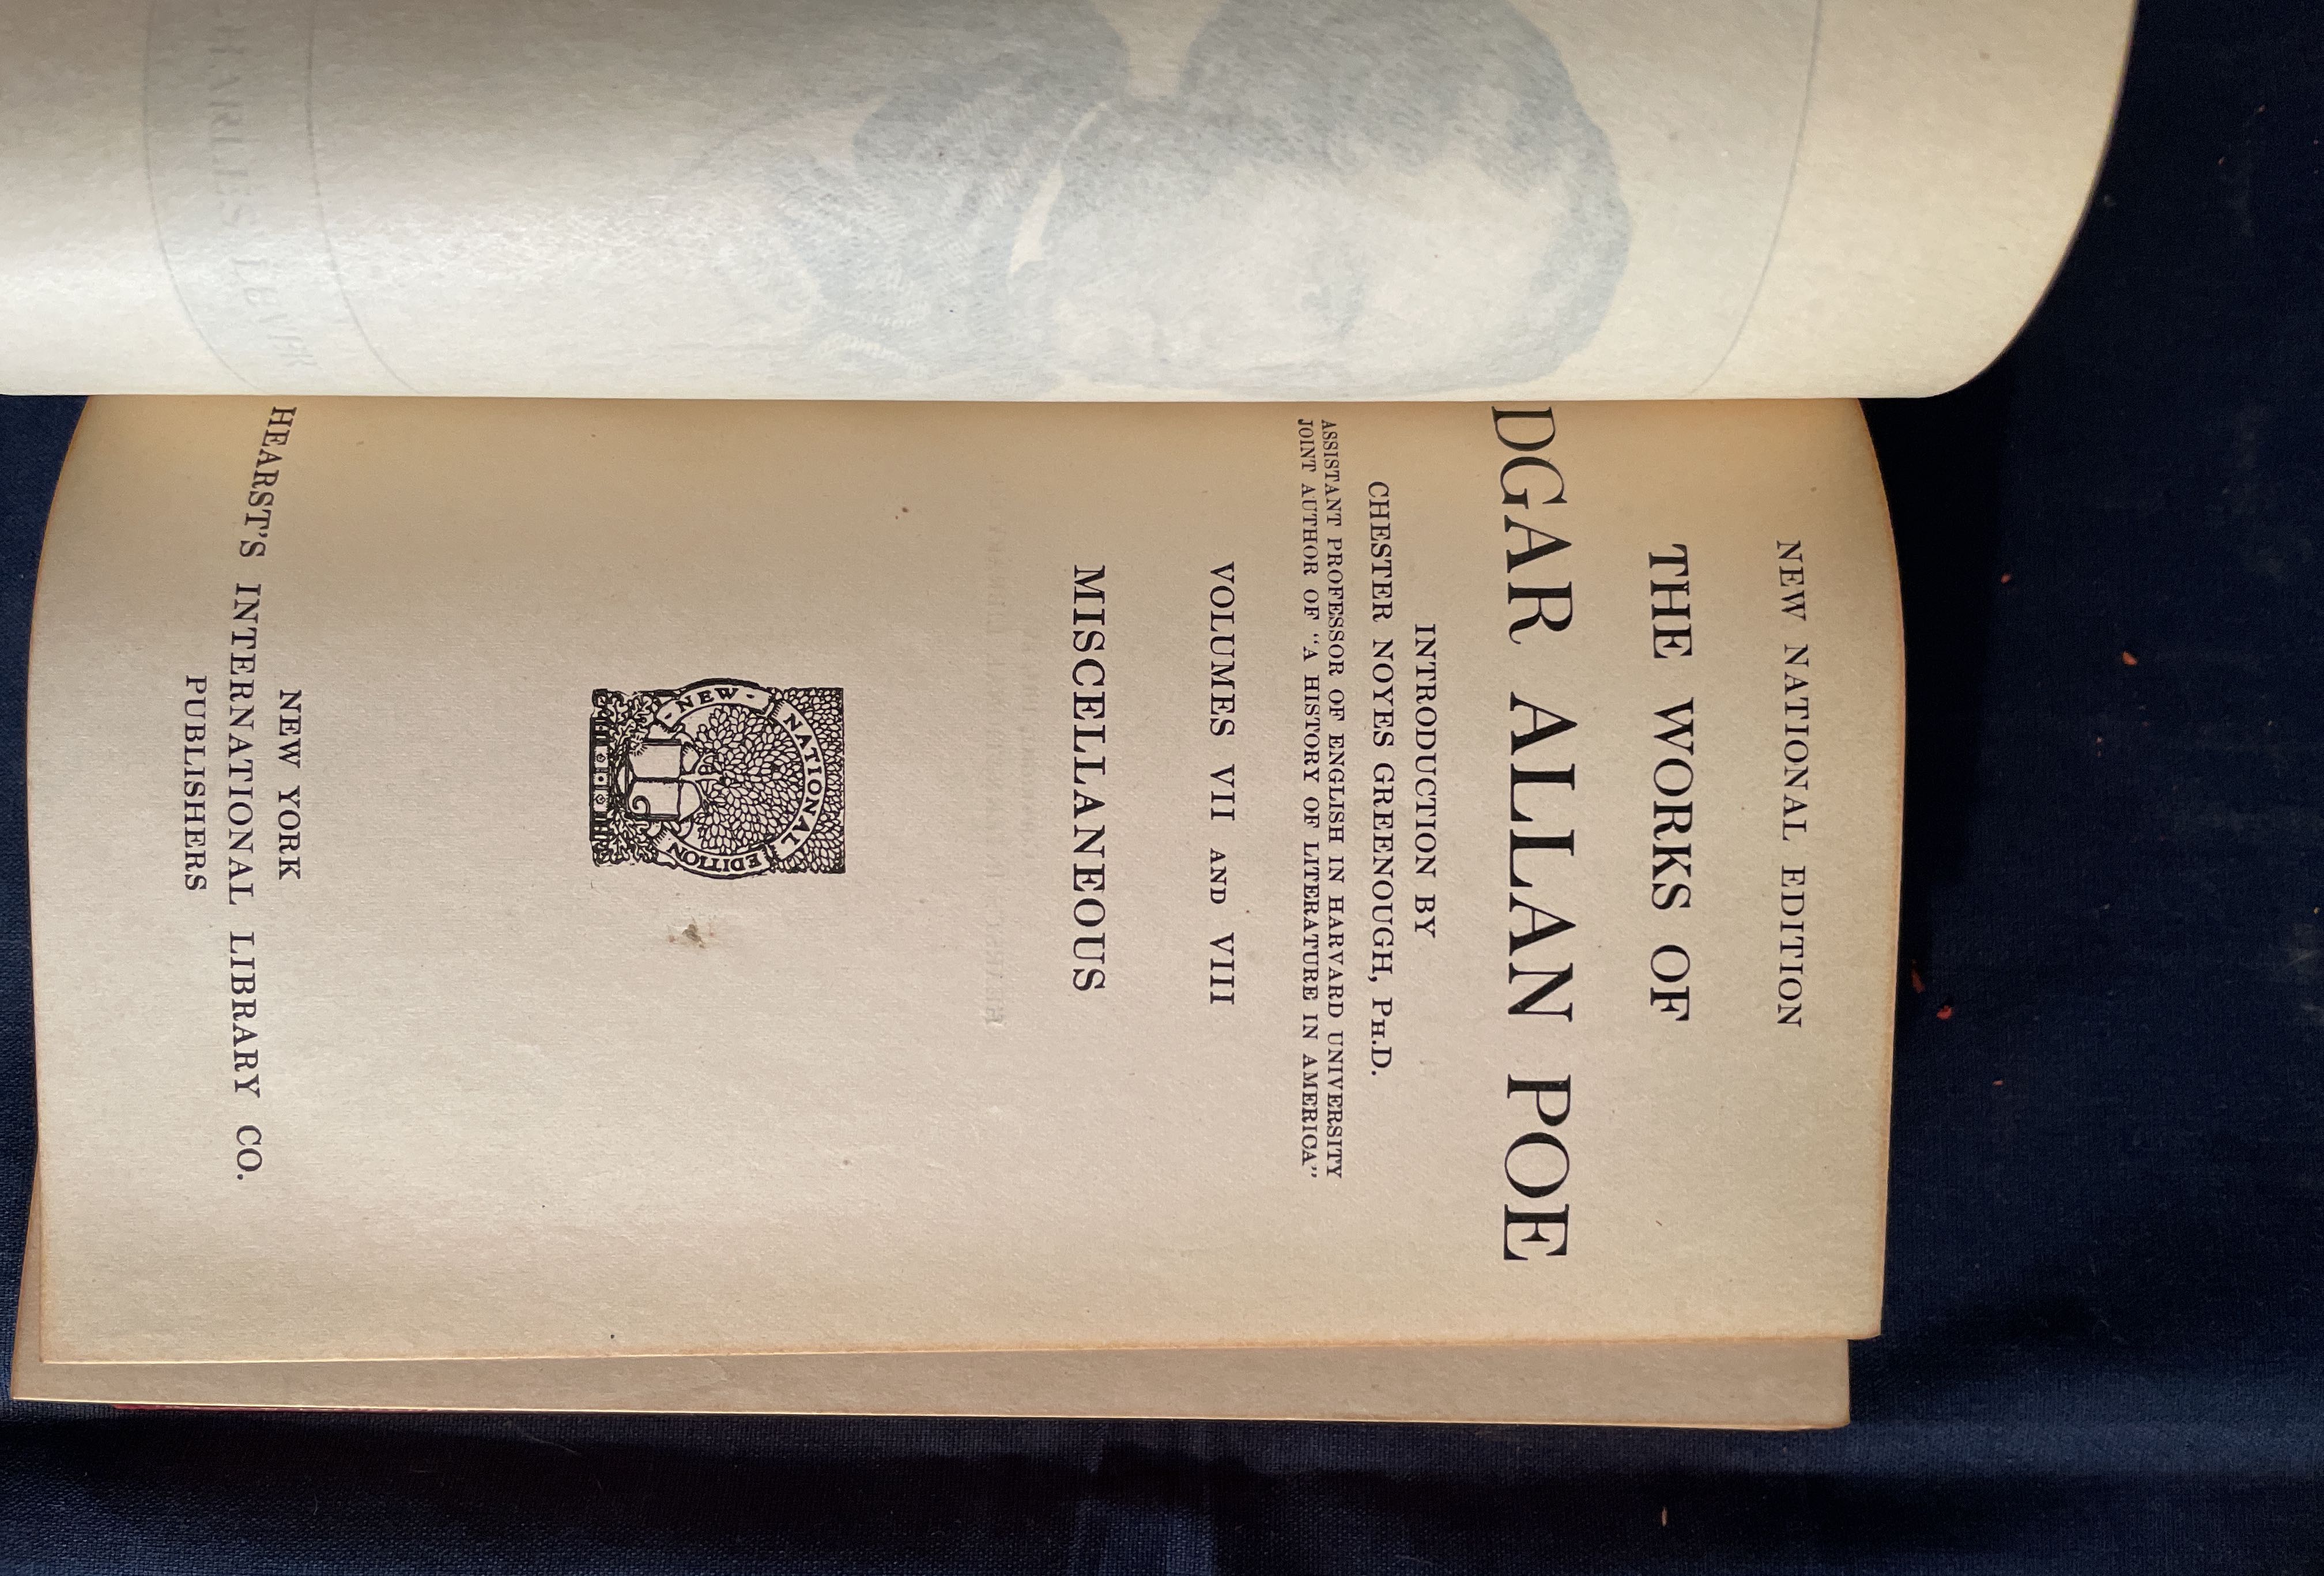 NEW NATIONAL EDITION
THE WORKS OF
DGAR ALLAN POE
INTRODUCTION BY
CHESTER NOYES GREENOUGH, Ph.D.
ASSISTANT PROFESSOR OF ENGLISH IN HARVARD UNIVERSITY
JOINT AUTHOR OF "A HISTORY OF LITERATURE IN AMERICA"
VOLUMES VII AND VIII
MISCELLANEOUS
NEW NATIONAL EDITION
NEW YORK
HEARST'S INTERNATIONAL LIBRARY CO.
PUBLISHERS
CHARLES LEVER